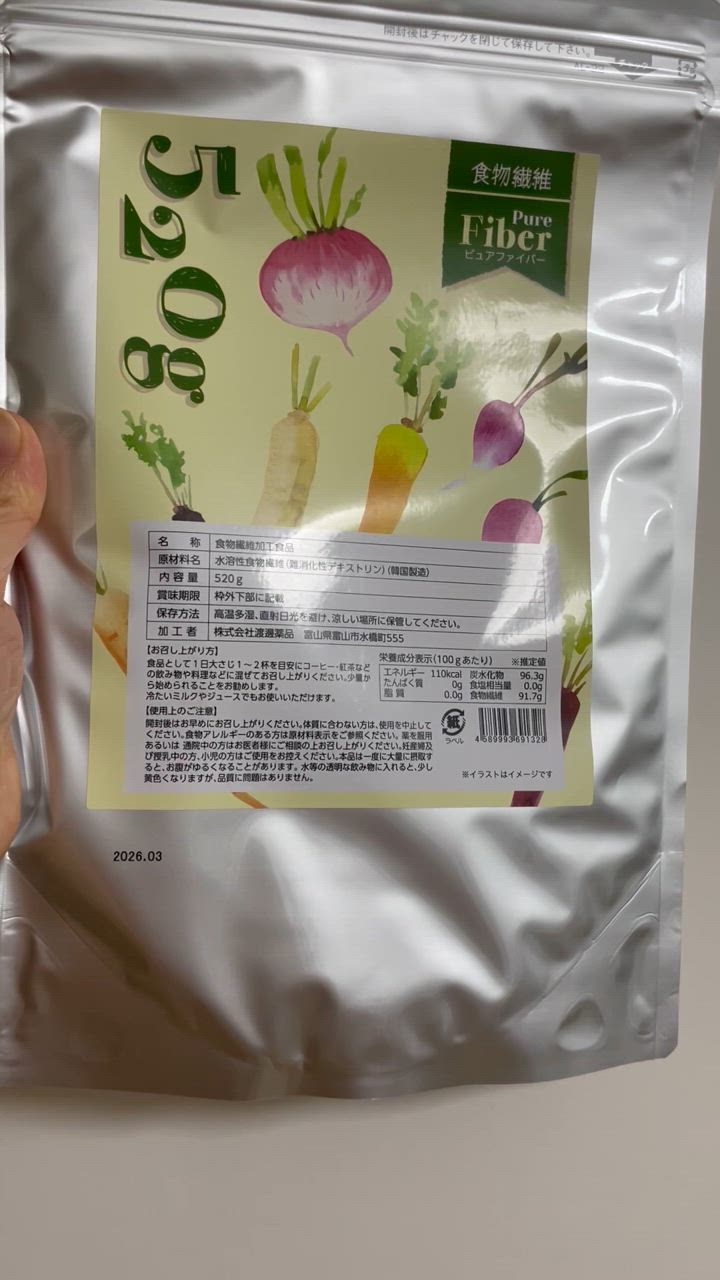 開封後はチャックを閉じて保存して下さい。
520g
食物繊維
Pure
Fiber
ピュアファイバー
名 称 食物繊維加工食品
原材料名 水溶性食物繊維(難消化性デキストリン)(韓国製造)
内容量 520g
賞味期限 枠外下部に記載
保存方法 高温多湿、直射日光を避け、涼しい場所に保管してください。
加工者 株式会社渡邊薬品 富山県富山市水橋町555
【お召し上がり方】
食品として1日大さじ1～2杯を目安にコーヒー・紅茶など
の飲み物や料理などに混ぜてお召し上がりください。少量か
ら始められることをお勧めします。
冷たいミルクやジュースでもお使いいただけます。
栄養成分表示(100gあたり) ※推定値
エネルギー 110kcal 炭水化物 96.3g
たんぱく質 0g 食塩相当量 0.0g
脂質 0.0g 食物繊維 91.7g
【使用上のご注意】
開封後はお早めにお召し上がりください。体質に合わない方は、使用を中止して
ください。食物アレルギーのある方は原材料表示をご参照ください。薬を服用
あるいは 通院中の方はお医者様にご相談の上お召し上がりください。妊産婦及
び授乳中の方、小児の方はご使用をお控えください。本品は一度に大量に摂取す
ると、お腹がゆるくなることがあります。水等の透明な飲み物に入れると、少し
黄色くなりますが、品質に問題はありません。
紙
ラベル
4589993691328
※イラストはイメージです
2026.03